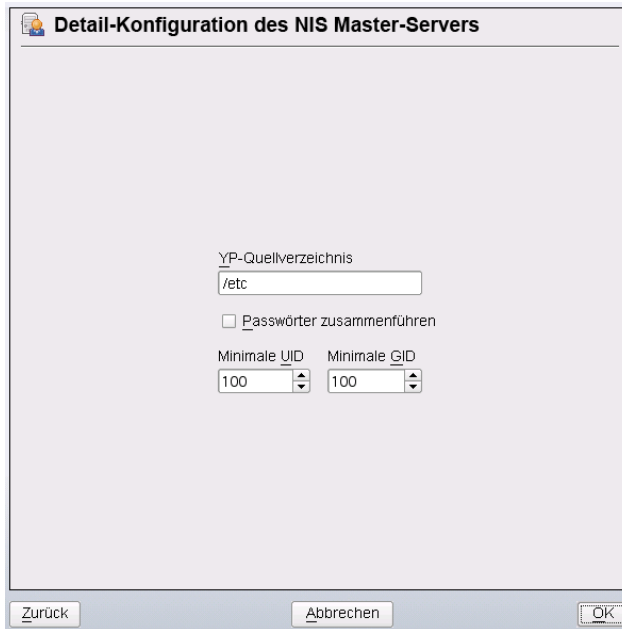 Detail-Konfiguration des NIS Master-Servers
YP-Quellverzeichnis
/etc
Passwörter zusammenführen
Minimale UID Minimale GID
100 100
Zurück Abbrechen OK